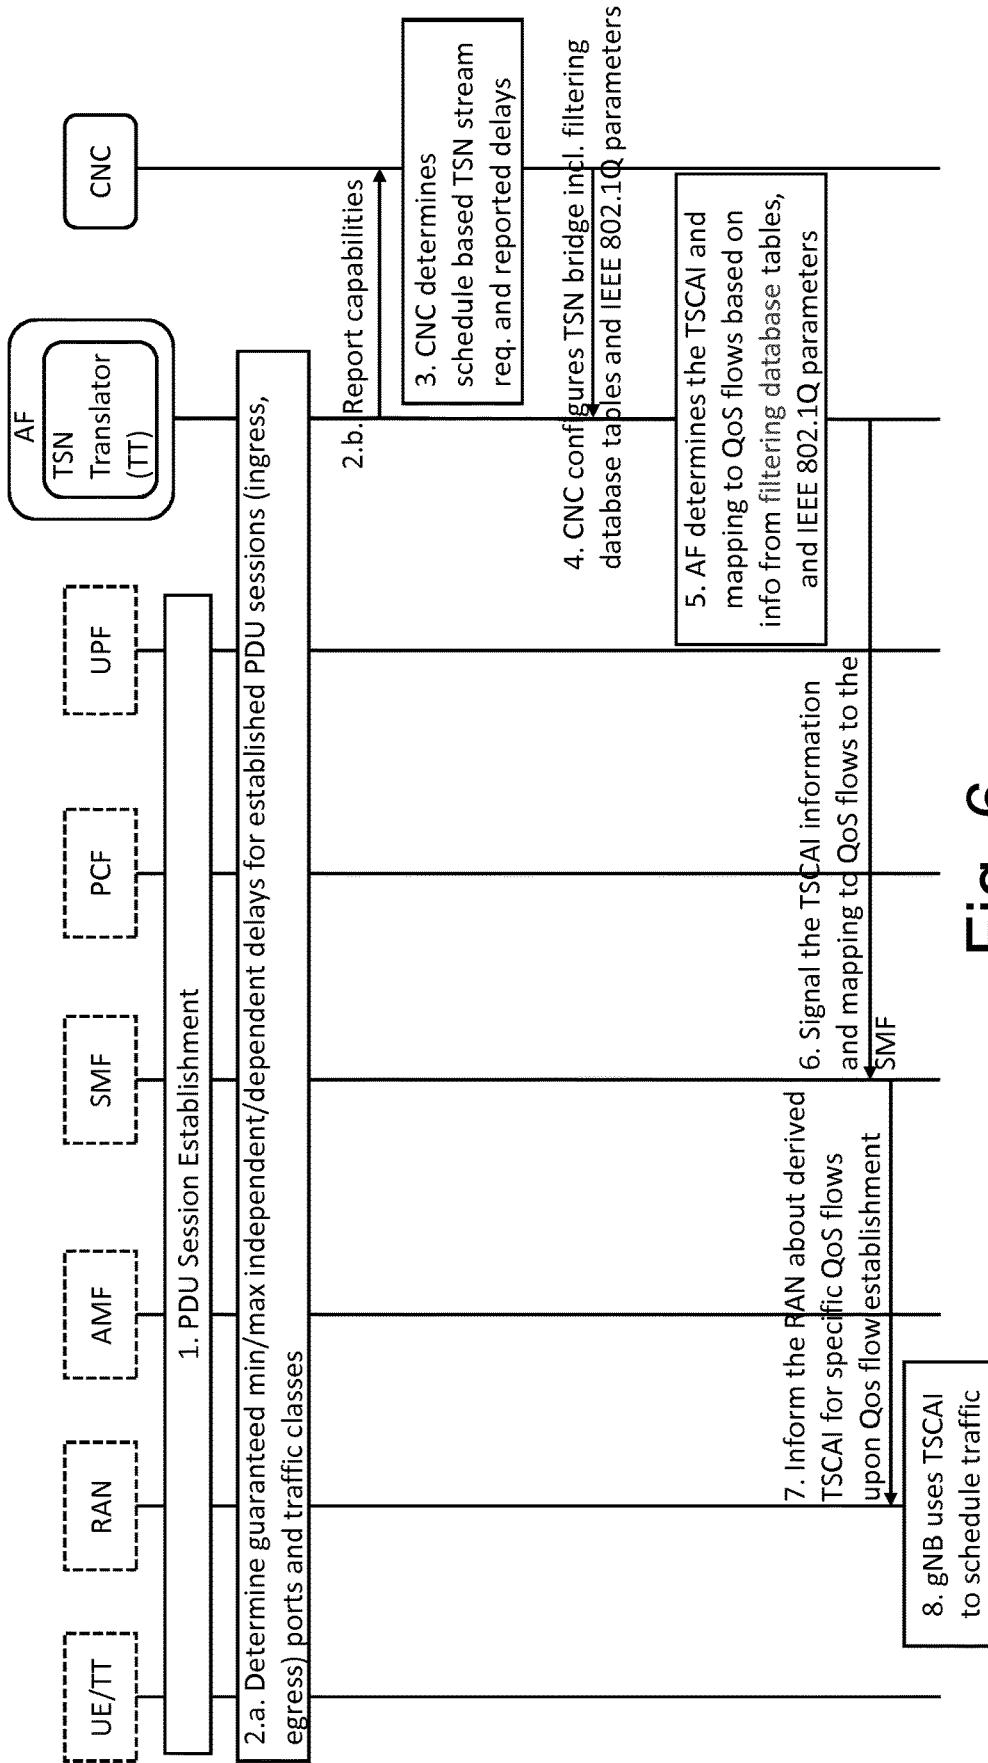 UE/TT
RAN
AMF
SMF
PCF
UPF
AF
TSN
Translator
(TT)
CNC
1. PDU Session Establishment
2.a. Determine guaranteed min/max independent/dependent delays for established PDU sessions (ingress,
egress) ports and traffic classes
2.b. Report capabilities
3. CNC determines
schedule based TSN stream
req. and reported delays
4. CNC configures TSN bridge incl. filtering
database tables and IEEE 802.1Q parameters
5. AF determines the TSCAI and
mapping to QoS flows based on
info from filtering database tables,
and IEEE 802.1Q parameters
6. Signal the TSCAI information
and mapping to QoS flows to the
SMF
7. Inform the RAN about derived
TSCAI for specific QoS flows
upon Qos flow establishment
8. gNB uses TSCAI
to schedule traffic
Fig. 6